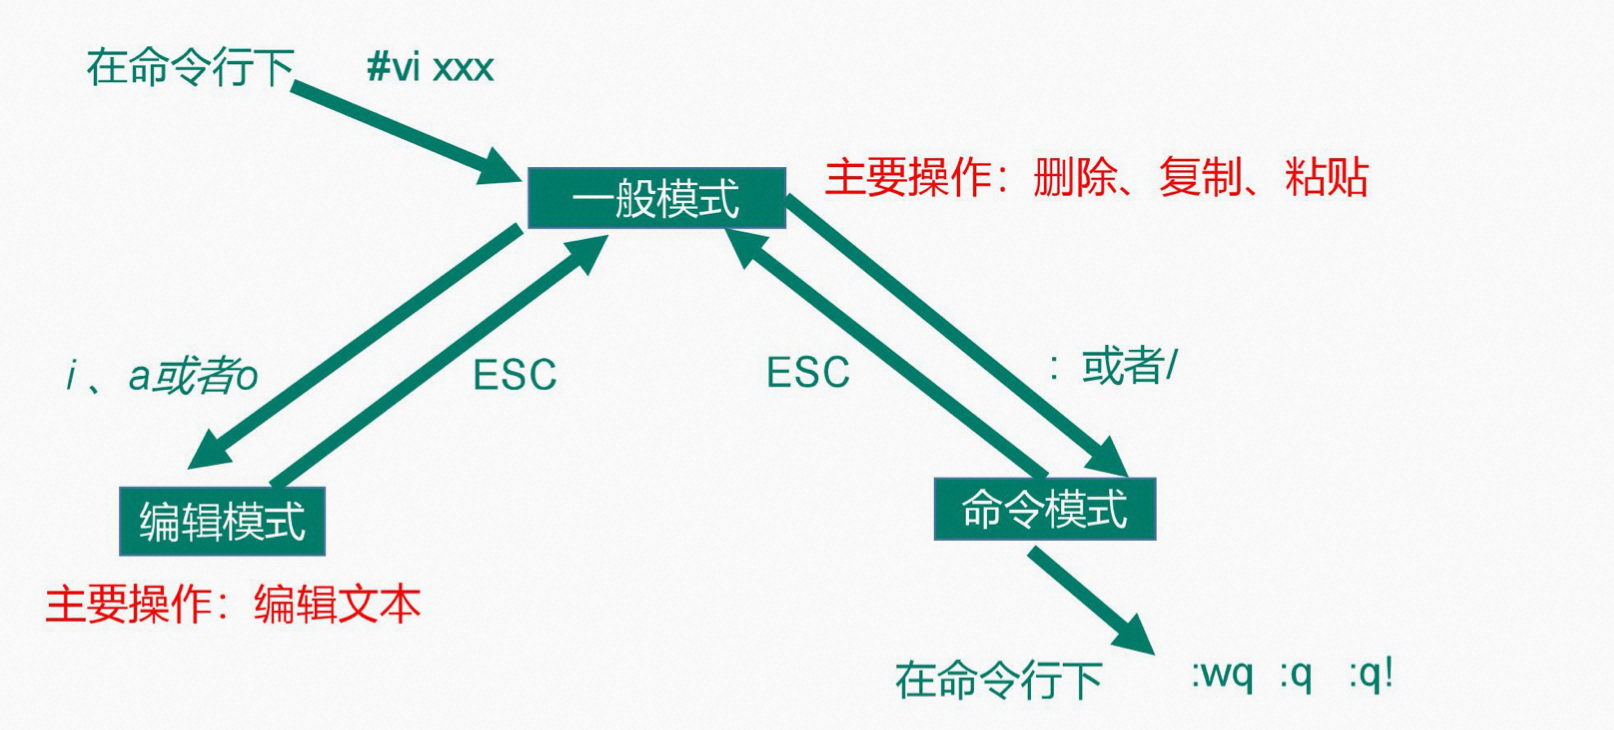 在命令行下 #vi xxx
一般模式
主要操作：删除、复制、粘贴
i 、a或者o
ESC
ESC
：或者/
编辑模式
命令模式
主要操作：编辑文本
在命令行下 :wq :q :q!